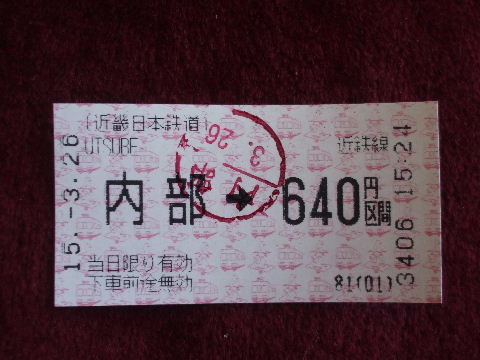 (近畿日本鉄道)
UTSUBE
近鉄線
内部 → 640円区間
当日限り有効
下車前途無効
81(01)
15.-3.26
3406 15:24
3.26